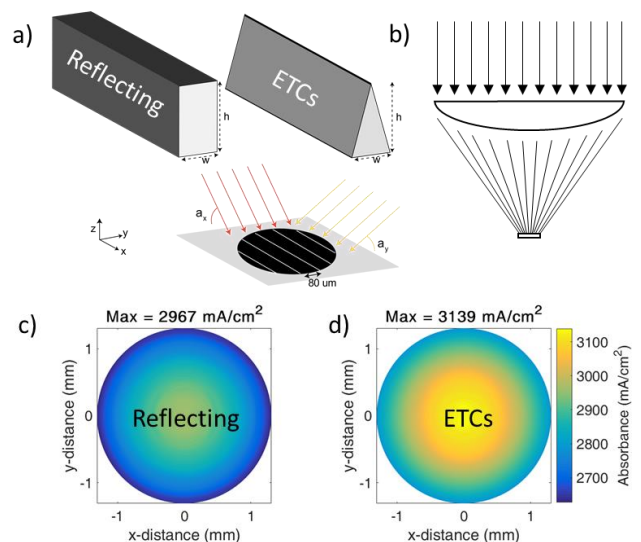 a)
Reflecting
h
w
ETCs
h
w
b)
z
y
x
aₓ
a_y
80 um
c)
Max = 2967 mA/cm²
y-distance (mm)
1
0
-1
Reflecting
-1
0
1
x-distance (mm)
d)
Max = 3139 mA/cm²
y-distance (mm)
1
0
-1
ETCs
-1
0
1
x-distance (mm)
3100
3000
2900
2800
2700
Absorbance (mA/cm²)